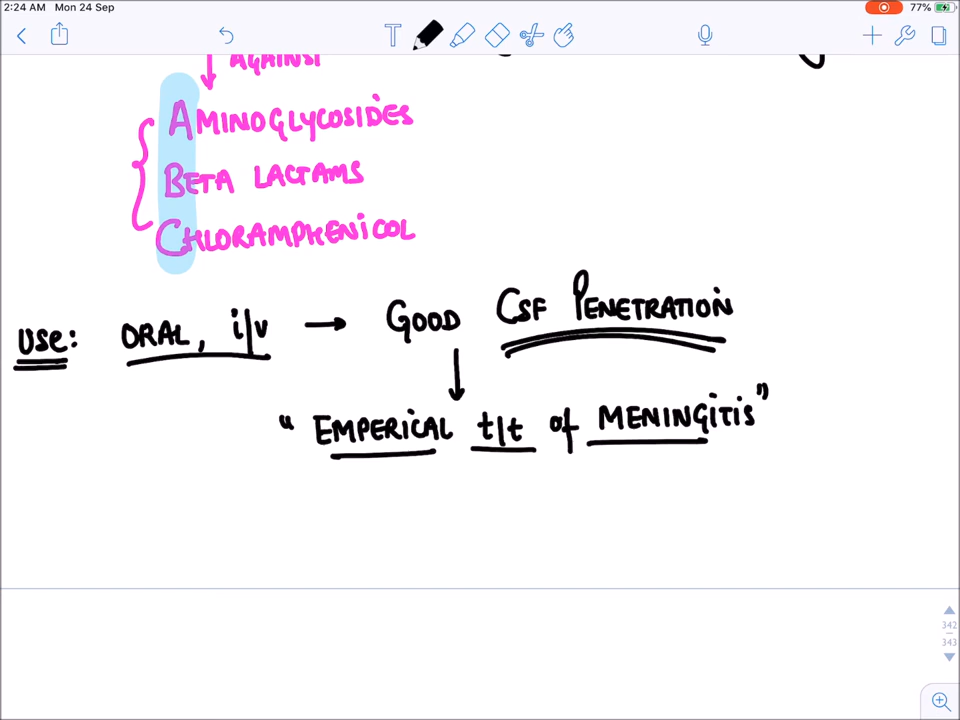 2:24 AM Mon 24 Sep 77%
T
AGAINST
AMINOGLYCOSIDES
BETA LACTAMS
CHLORAMPHENICOL
USE: ORAL, i/v → GOOD CSF PENETRATION
"EMPERICAL t/t of MENINGITIS"
342
343